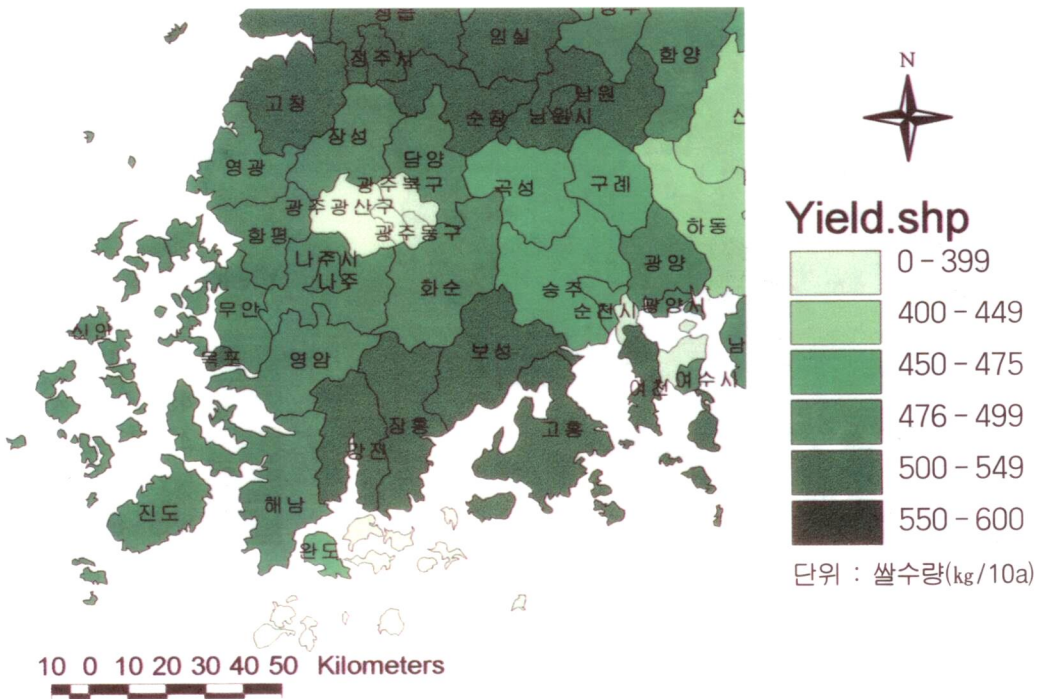 정읍
임실
정주시
함양
고창
남원
순창
남원시
장성
담양
영광
광주북구
곡성
구례
광주광산구
하동
함평
광주동구
나주시
광양
나주
화순
승주
무안
순천시
광양시
신안
목포
영암
보성
여천
여수시
남
장흥
고흥
강진
해남
진도
완도
N
Yield.shp
0-399
400-449
450-475
476-499
500-549
550-600
단위 : 쌀수량(kg/10a)
10 0 10 20 30 40 50 Kilometers